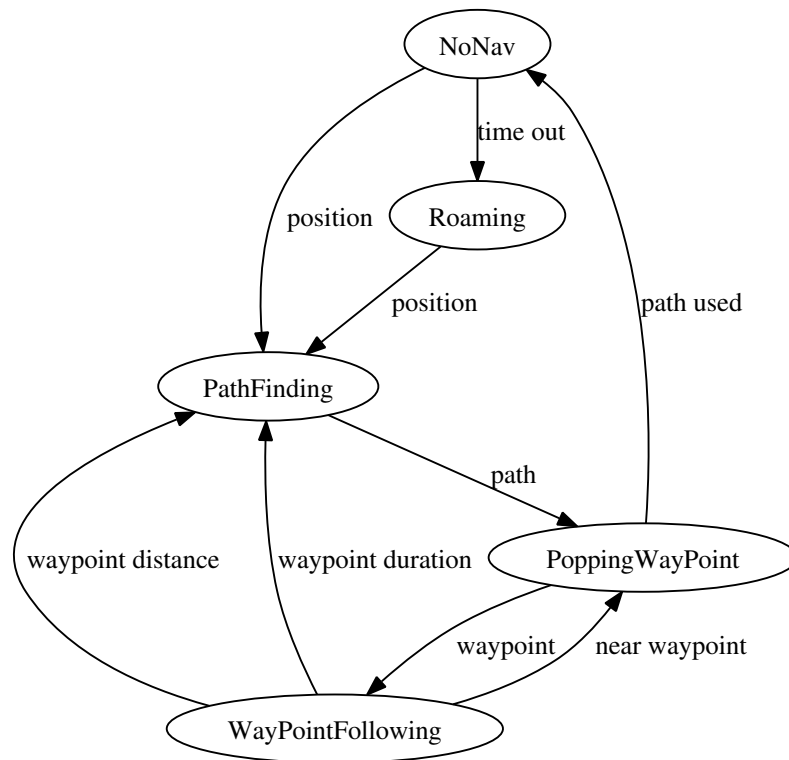 NoNav
time out
position
Roaming
position
path used
PathFinding
path
waypoint distance
waypoint duration
PoppingWayPoint
waypoint
near waypoint
WayPointFollowing